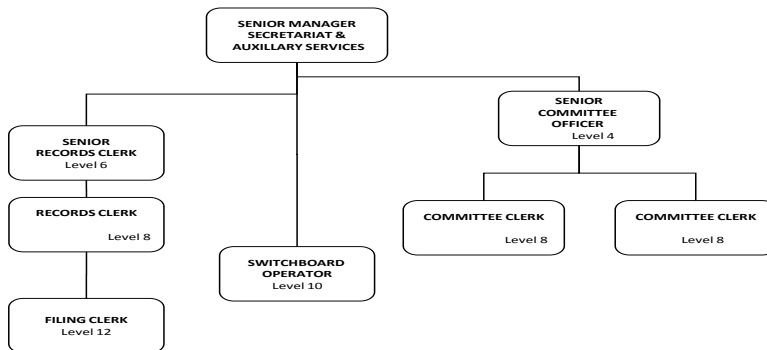 SENIOR MANAGER
SECRETARIAT &
AUXILLARY SERVICES
SENIOR
COMMITTEE
OFFICER
Level 4
SENIOR
RECORDS CLERK
Level 6
RECORDS CLERK
Level 8
COMMITTEE CLERK
Level 8
COMMITTEE CLERK
Level 8
SWITCHBOARD
OPERATOR
Level 10
FILING CLERK
Level 12